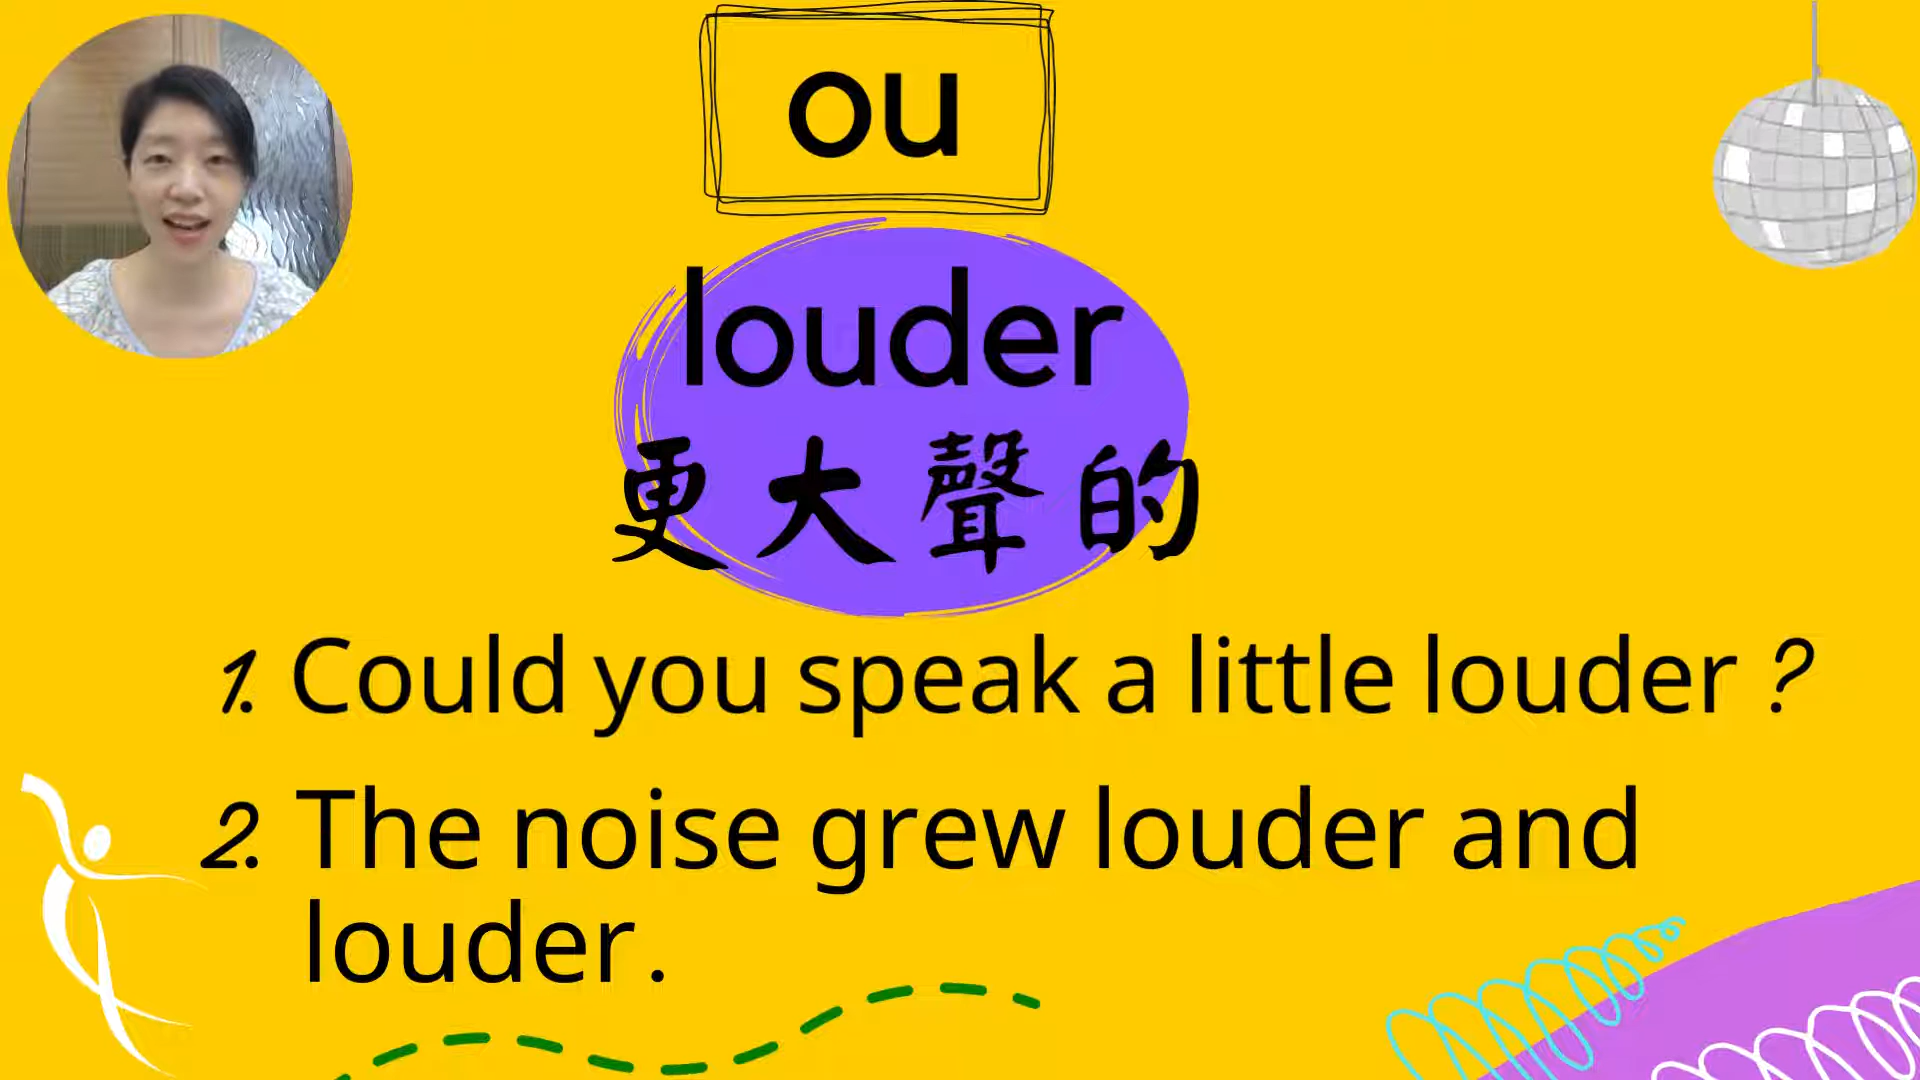 ou
louder
更大聲的
1. Could you speak a little louder ?
2. The noise grew louder and
louder .